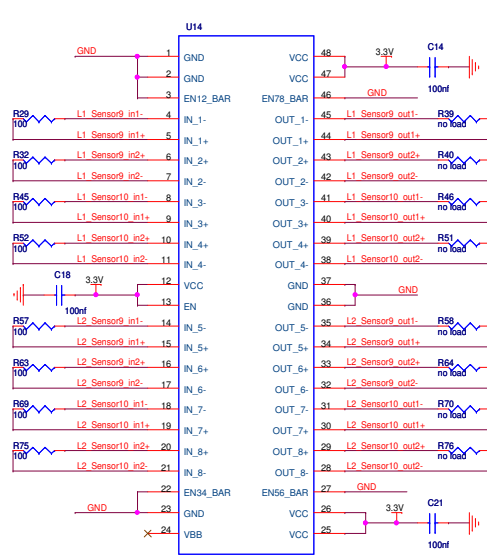 U14
GND 1 GND VCC 48 3.3V C14
2 GND VCC 47 100nf
3 EN12_BAR EN78_BAR 46 GND
R29 100 L1_Sensor9_in1- 4 IN_1- OUT_1- 45 L1_Sensor9_out1- R39 no load
L1_Sensor9_in1+ 5 IN_1+ OUT_1+ 44 L1_Sensor9_out1+
R32 100 L1_Sensor9_in2+ 6 IN_2+ OUT_2+ 43 L1_Sensor9_out2+ R40 no load
L1_Sensor9_in2- 7 IN_2- OUT_2- 42 L1_Sensor9_out2-
R45 100 L1_Sensor10_in1- 8 IN_3- OUT_3- 41 L1_Sensor10_out1- R46 no load
L1_Sensor10_in1+ 9 IN_3+ OUT_3+ 40 L1_Sensor10_out1+
R52 100 L1_Sensor10_in2+ 10 IN_4+ OUT_4+ 39 L1_Sensor10_out2+ R51 no load
L1_Sensor10_in2- 11 IN_4- OUT_4- 38 L1_Sensor10_out2-
C18 3.3V 12 VCC GND 37 GND
100nf 13 EN GND 36
R57 100 L2_Sensor9_in1- 14 IN_5- OUT_5- 35 L2_Sensor9_out1- R58 no load
L2_Sensor9_in1+ 15 IN_5+ OUT_5+ 34 L2_Sensor9_out1+
R63 100 L2_Sensor9_in2+ 16 IN_6+ OUT_6+ 33 L2_Sensor9_out2+ R64 no load
L2_Sensor9_in2- 17 IN_6- OUT_6- 32 L2_Sensor9_out2-
R69 100 L2_Sensor10_in1- 18 IN_7- OUT_7- 31 L2_Sensor10_out1- R70 no load
L2_Sensor10_in1+ 19 IN_7+ OUT_7+ 30 L2_Sensor10_out1+
R75 100 L2_Sensor10_in2+ 20 IN_8+ OUT_8+ 29 L2_Sensor10_out2+ R76 no load
L2_Sensor10_in2- 21 IN_8- OUT_8- 28 L2_Sensor10_out2-
22 EN34_BAR EN56_BAR 27 GND
GND 23 GND VCC 26 3.3V C21
24 VBB VCC 25 100nf